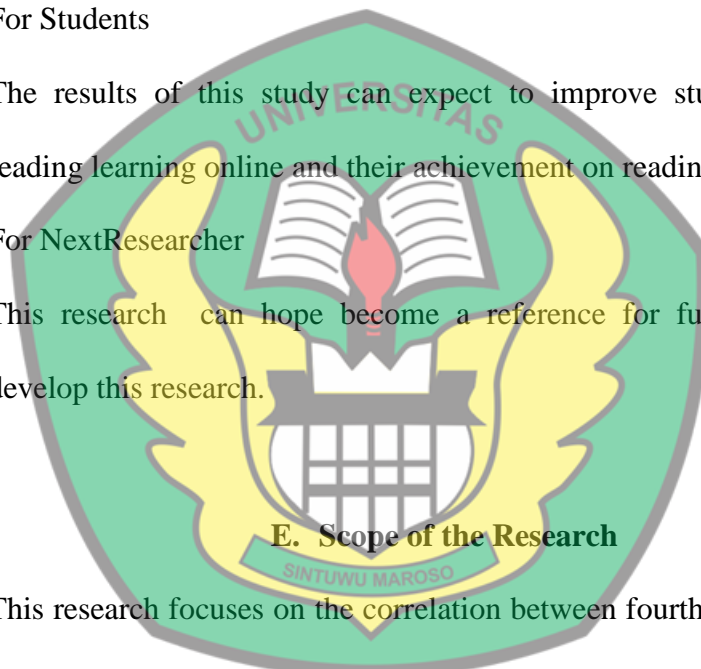 For Students
The results of this study can expect to improve stu
reading learning online and their achievement on readin
For NextResearcher
This research can hope become a reference for fu
develop this research.
E. Scope of the Research
This research focuses on the correlation between fourth
UNIVERSITAS
SINTUWU MAROSO